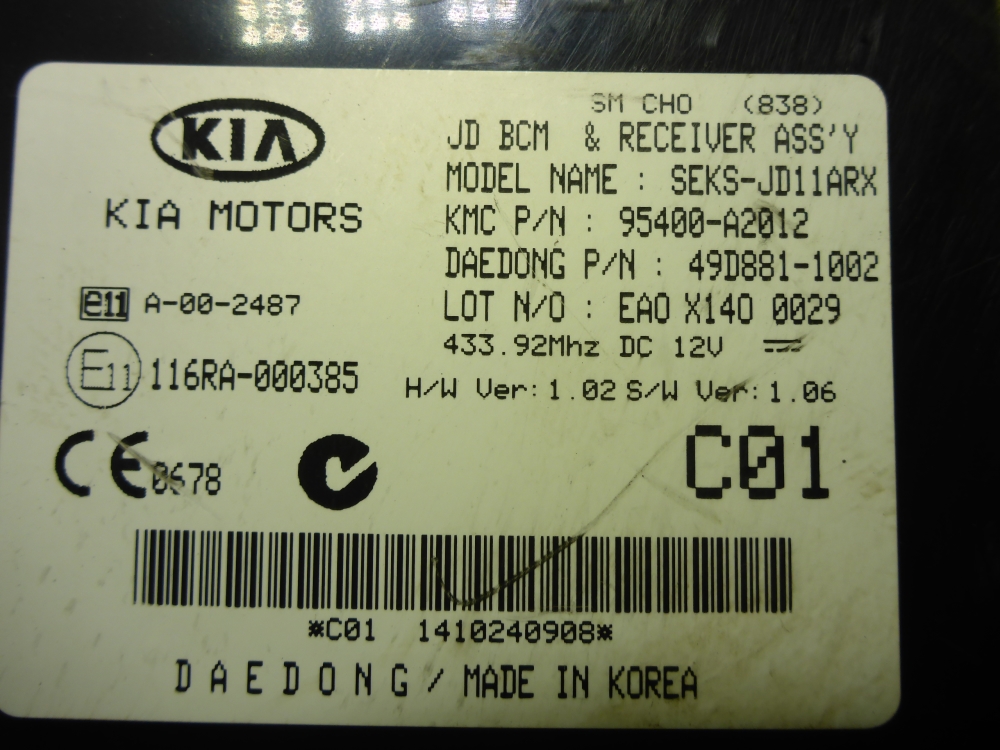 SM CHO (838)
KIA
KIA MOTORS
JD BCM & RECEIVER ASS'Y
MODEL NAME : SEKS-JD11ARX
KMC P/N : 95400-A2012
DAEDONG P/N : 49D881-1002
LOT N/O : EAO X140 0029
433.92Mhz DC 12V
H/W Ver: 1.02 S/W Ver: 1.06
e11 A-00-2487
E11 116RA-000385
CE 0678
C01
*C01 1410240908*
DAEDONG / MADE IN KOREA